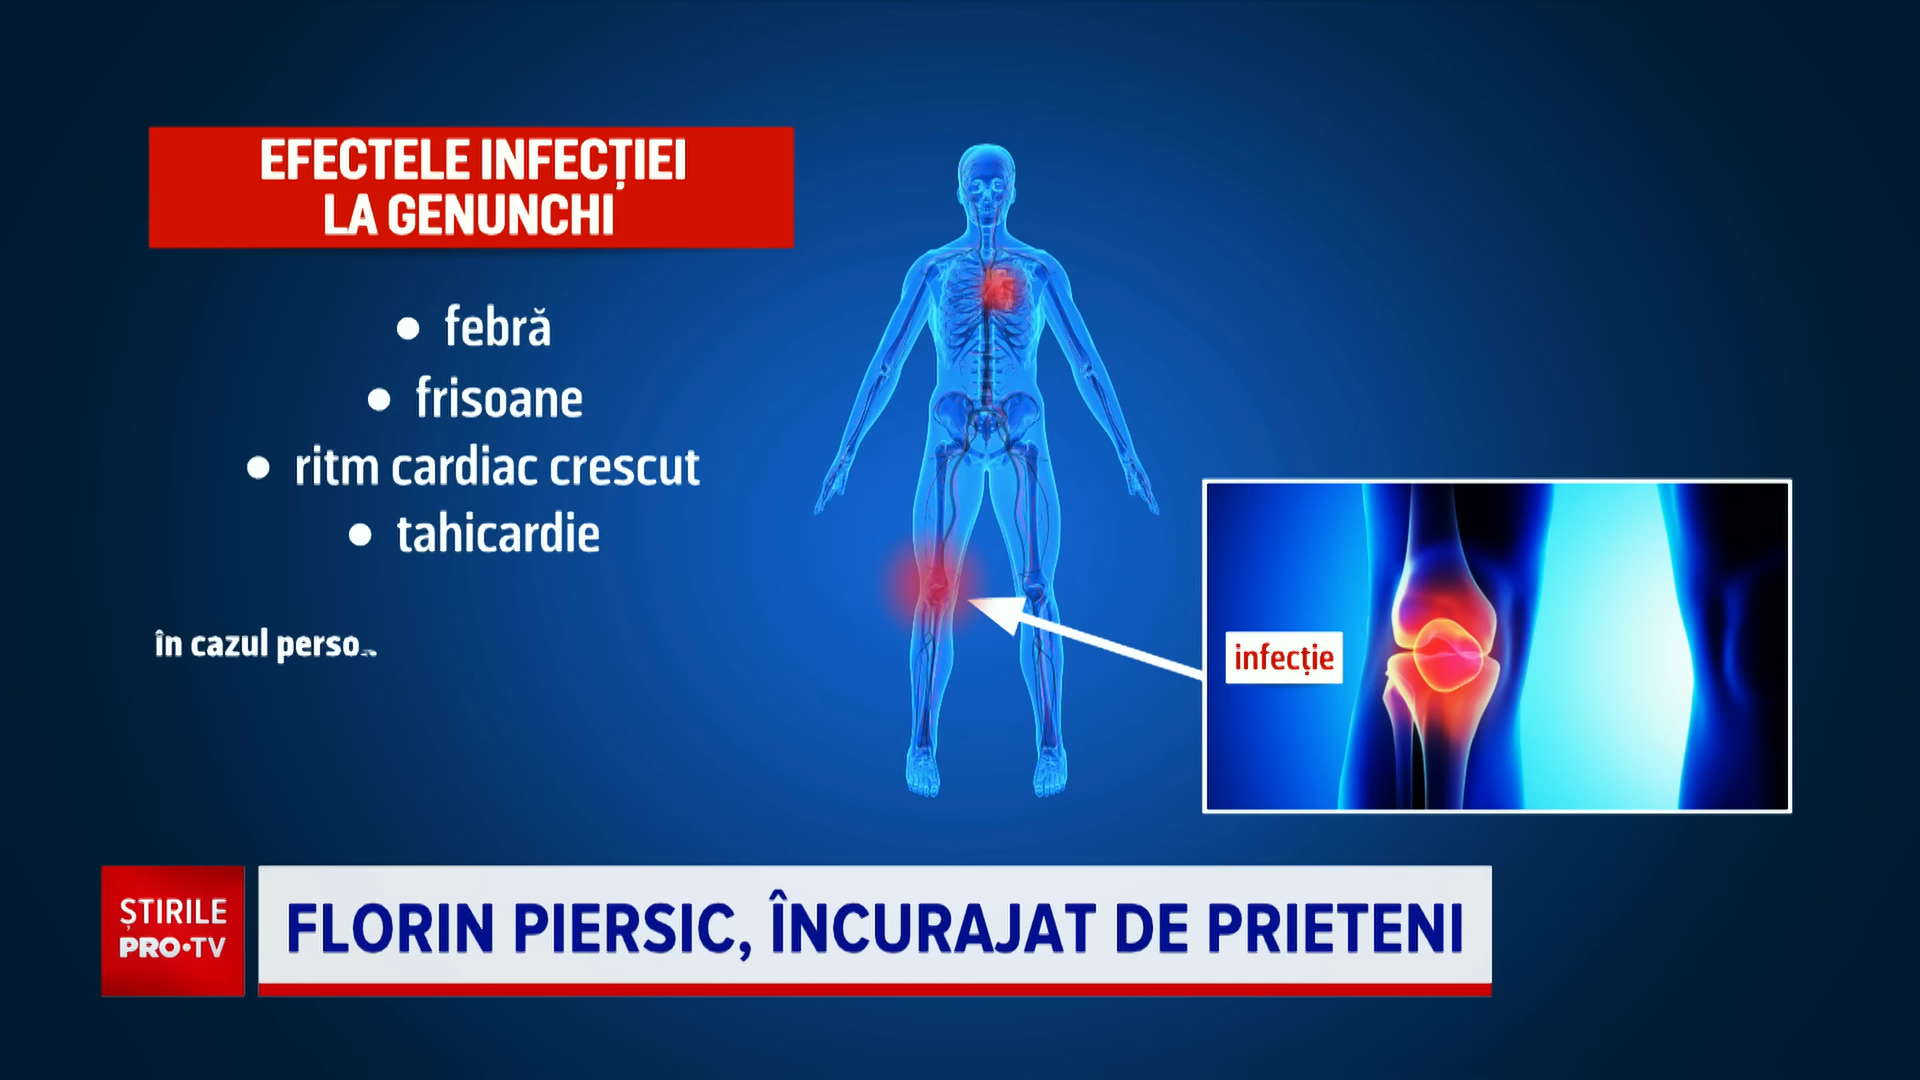 EFECTELE INFECȚIEI
LA GENUNCHI
● febră
● frisoane
● ritm cardiac crescut
● tahicardie
în cazul perso
infecție
ȘTIRILE
PRO•TV
FLORIN PIERSIC, ÎNCURAJAT DE PRIETENI